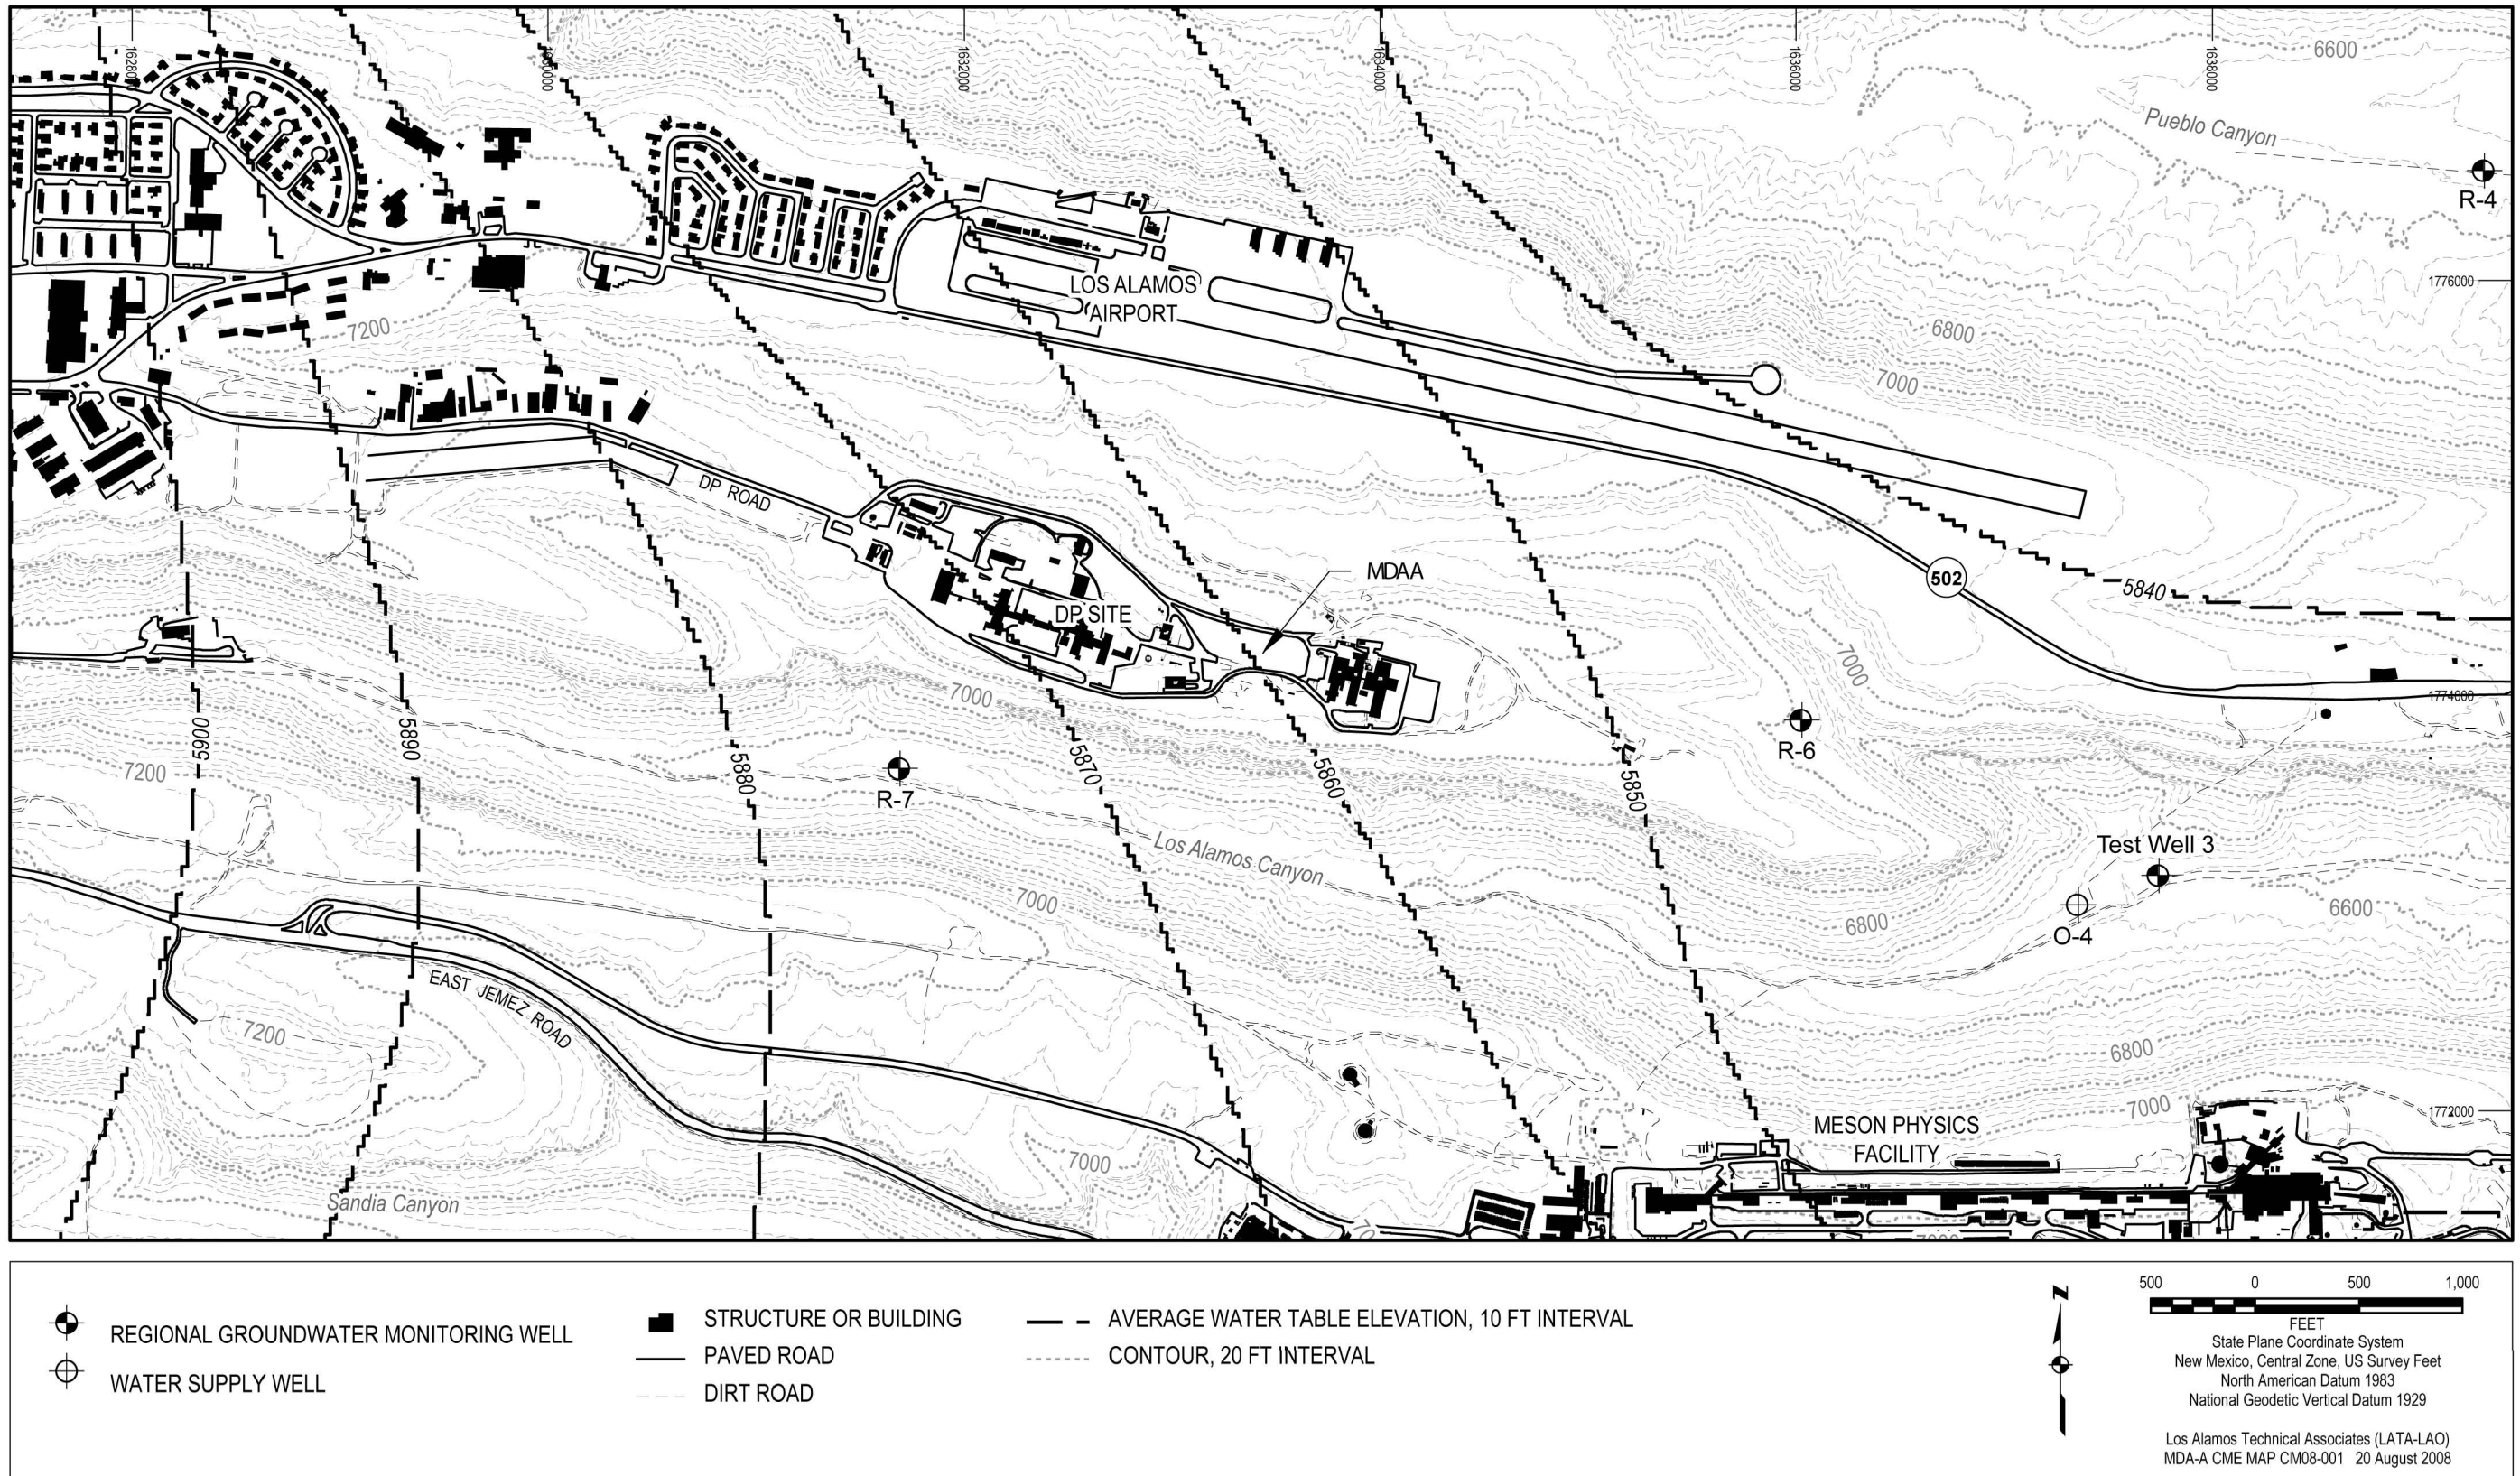 1632000
1634000
1636000
1638000
6600
Pueblo Canyon
R-4
1776000
LOS ALAMOS
AIRPORT
7200
6800
7000
DP ROAD
502
5840
MDAA
DP SITE
7000
7000
1774000
5900
5890
5880
5870
5860
5850
R-6
7200
R-7
Los Alamos Canyon
Test Well 3
7000
6800
O-4
6600
EAST JEMEZ ROAD
7200
6800
7000
1772000
MESON PHYSICS
FACILITY
7000
Sandia Canyon
REGIONAL GROUNDWATER MONITORING WELL
WATER SUPPLY WELL
STRUCTURE OR BUILDING
PAVED ROAD
DIRT ROAD
AVERAGE WATER TABLE ELEVATION, 10 FT INTERVAL
CONTOUR, 20 FT INTERVAL
N
500 0 500 1,000
FEET
State Plane Coordinate System
New Mexico, Central Zone, US Survey Feet
North American Datum 1983
National Geodetic Vertical Datum 1929
Los Alamos Technical Associates (LATA-LAO)
MDA-A CME MAP CM08-001 20 August 2008